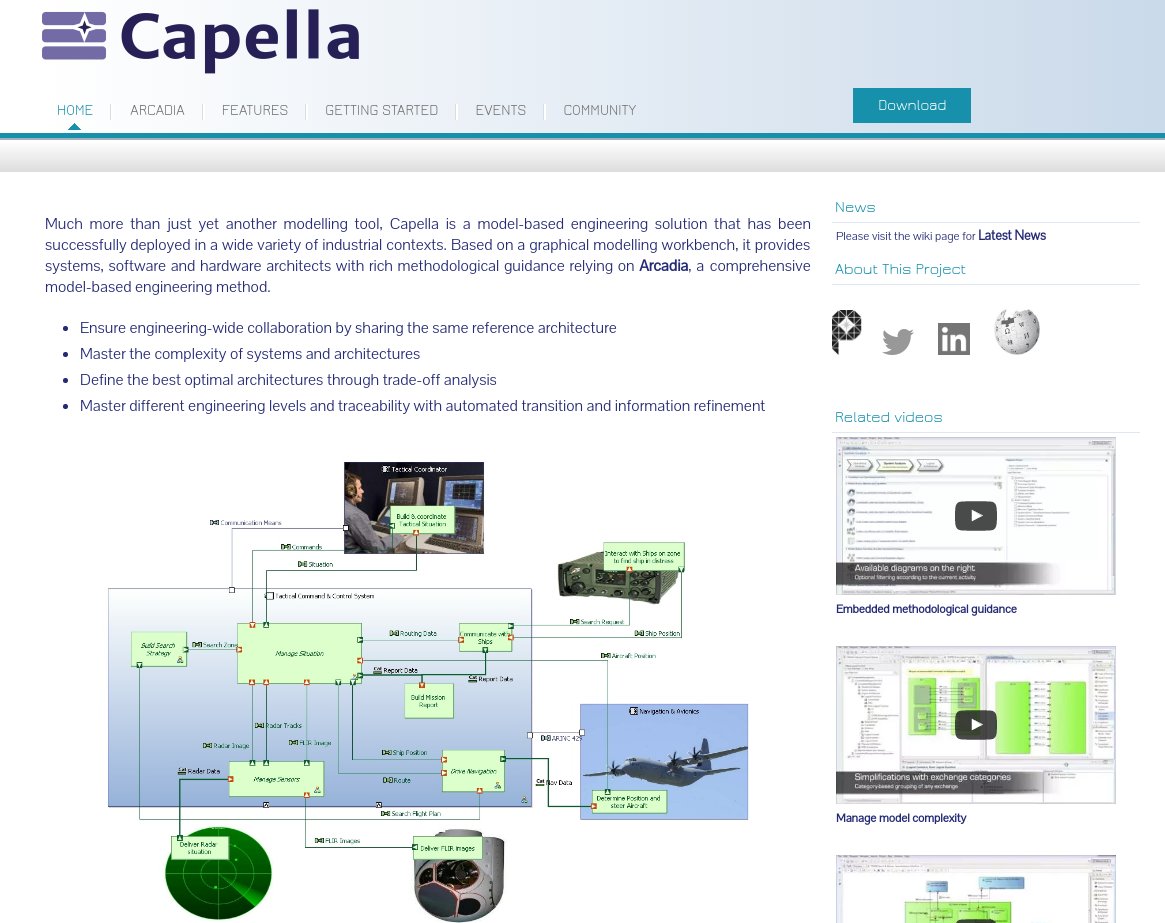 Capella
HOME
ARCADIA
FEATURES
GETTING STARTED
EVENTS
COMMUNITY
Download
Much more than just yet another modelling tool, Capella is a model-based engineering solution that has been
successfully deployed in a wide variety of industrial contexts. Based on a graphical modelling workbench, it provides
systems, software and hardware architects with rich methodological guidance relying on Arcadia, a comprehensive
model-based engineering method.
Ensure engineering-wide collaboration by sharing the same reference architecture
Master the complexity of systems and architectures
Define the best optimal architectures through trade-off analysis
Master different engineering levels and traceability with automated transition and information refinement
Tactical Coordinator
Build & coordinate
Tactical Situation
Communication Means
Commands
Situation
Interact with Ships on zone
to find ship in distress
Tactical Command & Control System
Build Search
Strategy
Search Zone
Manage Situation
Routing Data
Communicate with
Ships
Search Request
Ship Position
Aircraft Position
Report Data
Report Data
Build Mission
Report
Radar Tracks
Radar Image
FLIR Image
Navigation & Avionics
ARINC 429
Ship Position
Radar Data
Manage Sensors
Route
Drive Navigation
Nav Data
Determine Position and
steer Aircraft
Search Flight Plan
Deliver Radar
situation
FLIR Images
Deliver FLIR images
News
Please visit the wiki page for Latest News
About This Project
in
Related videos
Available diagrams on the right
Optional filtering according to the current activity
Embedded methodological guidance
Simplifications with exchange categories
Category-based grouping of any exchange
Manage model complexity